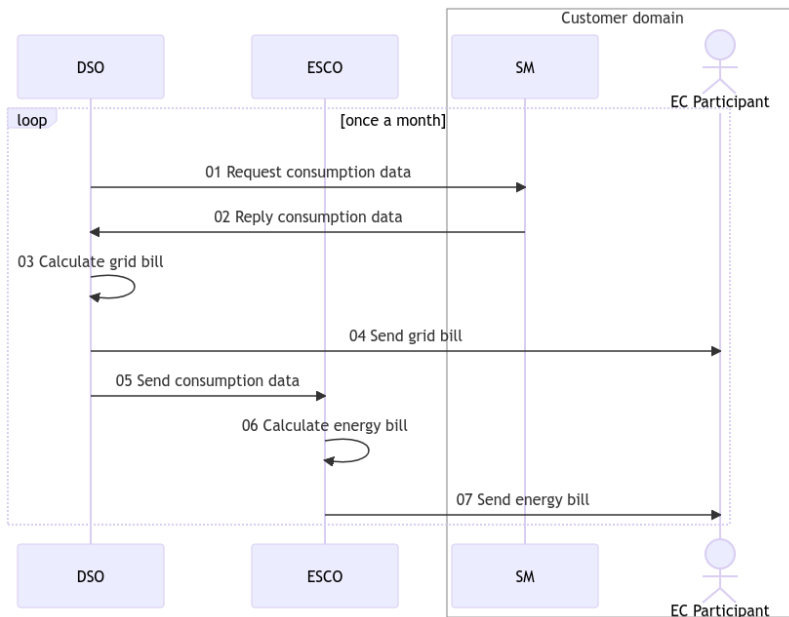 Customer domain
DSO
ESCO
SM
EC Participant
loop
[once a month]
01 Request consumption data
02 Reply consumption data
03 Calculate grid bill
04 Send grid bill
05 Send consumption data
06 Calculate energy bill
07 Send energy bill
DSO
ESCO
SM
EC Participant